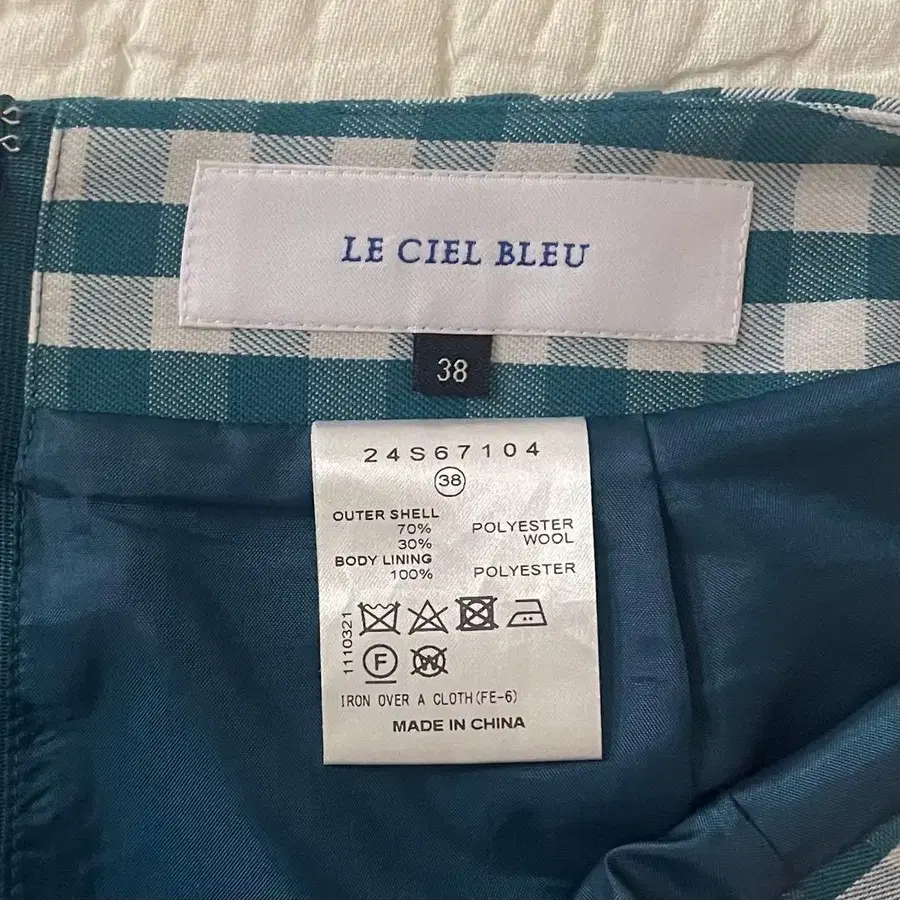 LE CIEL BLEU
38
24S67104
38
OUTER SHELL
70% POLYESTER
30% WOOL
BODY LINING
100% POLYESTER
1110321
F W
IRON OVER A CLOTH(FE-6)
MADE IN CHINA